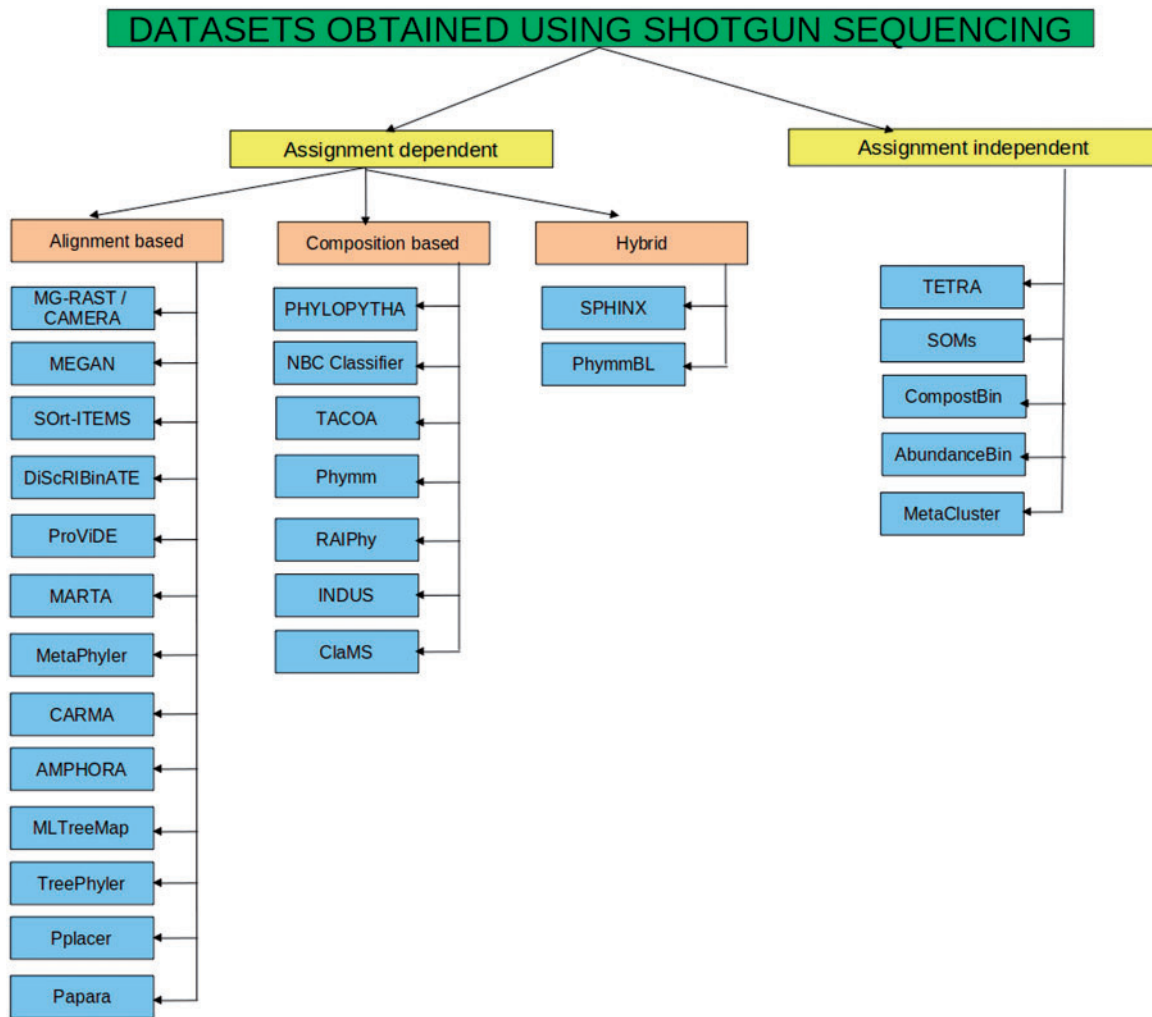 DATASETS OBTAINED USING SHOTGUN SEQUENCING
Assignment dependent
Assignment independent
Alignment based
Composition based
Hybrid
MG-RAST /
CAMERA
MEGAN
SOrt-ITEMS
DiScRIBinATE
ProViDE
MARTA
MetaPhyler
CARMA
AMPHORA
MLTreeMap
TreePhyler
Pplacer
Papara
PHYLOPYTHA
NBC Classifier
TACOA
Phymm
RAIPhy
INDUS
ClaMS
SPHINX
PhymmBL
TETRA
SOMs
CompostBin
AbundanceBin
MetaCluster